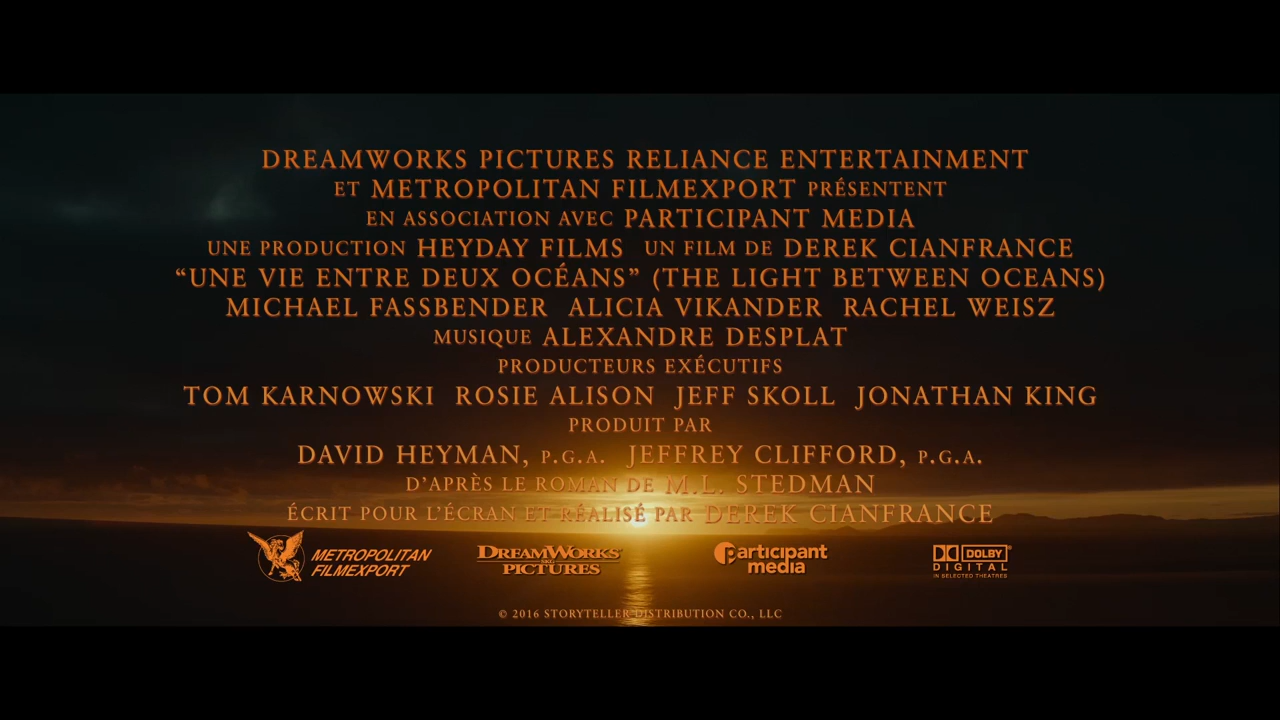 DREAMWORKS PICTURES RELIANCE ENTERTAINMENT
ET METROPOLITAN FILMEXPORT PRÉSENTENT
EN ASSOCIATION AVEC PARTICIPANT MEDIA
UNE PRODUCTION HEYDAY FILMS UN FILM DE DEREK CIANFRANCE
“UNE VIE ENTRE DEUX OCÉANS” (THE LIGHT BETWEEN OCEANS)
MICHAEL FASSBENDER ALICIA VIKANDER RACHEL WEISZ
MUSIQUE ALEXANDRE DESPLAT
PRODUCTEURS EXÉCUTIFS
TOM KARNOWSKI ROSIE ALISON JEFF SKOLL JONATHAN KING
PRODUIT PAR
DAVID HEYMAN, P.G.A. JEFFREY CLIFFORD, P.G.A.
D’APRÈS LE ROMAN DE M.L. STEDMAN
ÉCRIT POUR L’ÉCRAN ET RÉALISÉ PAR DEREK CIANFRANCE
METROPOLITAN FILMEXPORT
DREAMWORKS SKG PICTURES
participant media
DOLBY DIGITAL IN SELECTED THEATRES
© 2016 STORYTELLER DISTRIBUTION CO., LLC